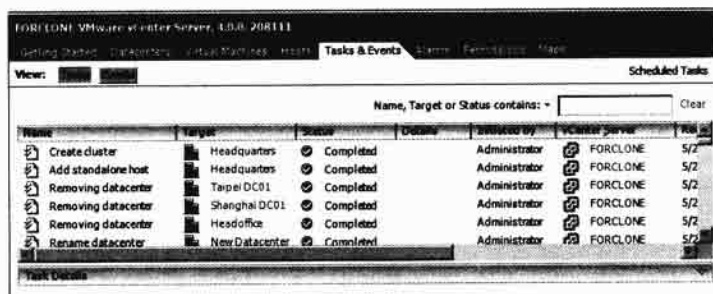 FORCLONE VMware vCenter Server, 4.0.0, 208111
Getting Started Datacenters Virtual Machines Hosts Tasks & Events Alarms Permissions Maps
View: Tasks Events Scheduled Tasks
Name, Target or Status contains: Clear
Name Target Status Details Initiated by vCenter Server
Create cluster Headquarters Completed Administrator FORCLONE 5/2
Add standalone host Headquarters Completed Administrator FORCLONE 5/2
Removing datacenter Taipei DC01 Completed Administrator FORCLONE 5/2
Removing datacenter Shanghai DC01 Completed Administrator FORCLONE 5/2
Removing datacenter Headoffice Completed Administrator FORCLONE 5/2
Rename datacenter New Datacenter Completed Administrator FORCLONE 5/2
Task Details